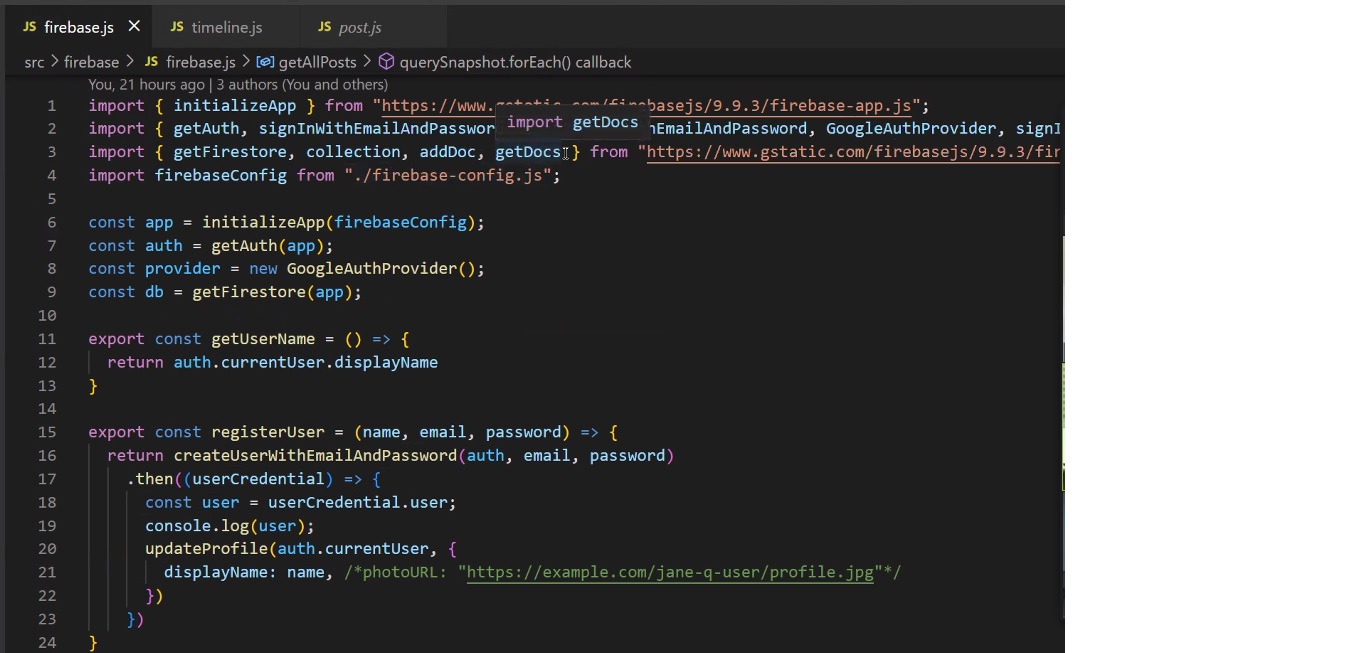 JS firebase.js × JS timeline.js JS post.js
src > firebase > JS firebase.js > getAllPosts > querySnapshot.forEach() callback
You, 21 hours ago | 3 authors (You and others)
1 import { initializeApp } from "https://www.gstatic.com/firebasejs/9.9.3/firebase-app.js";
import getDocs
2 import { getAuth, signInWithEmailAndPasswor nEmailAndPassword, GoogleAuthProvider, signI
3 import { getFirestore, collection, addDoc, getDocs } from "https://www.gstatic.com/firebasejs/9.9.3/fir
4 import firebaseConfig from "./firebase-config.js";
5
6 const app = initializeApp(firebaseConfig);
7 const auth = getAuth(app);
8 const provider = new GoogleAuthProvider();
9 const db = getFirestore(app);
10
11 export const getUserName = () => {
12 return auth.currentUser.displayName
13 }
14
15 export const registerUser = (name, email, password) => {
16 return createUserWithEmailAndPassword(auth, email, password)
17 .then((userCredential) => {
18 const user = userCredential.user;
19 console.log(user);
20 updateProfile(auth.currentUser, {
21 displayName: name, /*photoURL: "https://example.com/jane-q-user/profile.jpg"*/
22 })
23 })
24 }